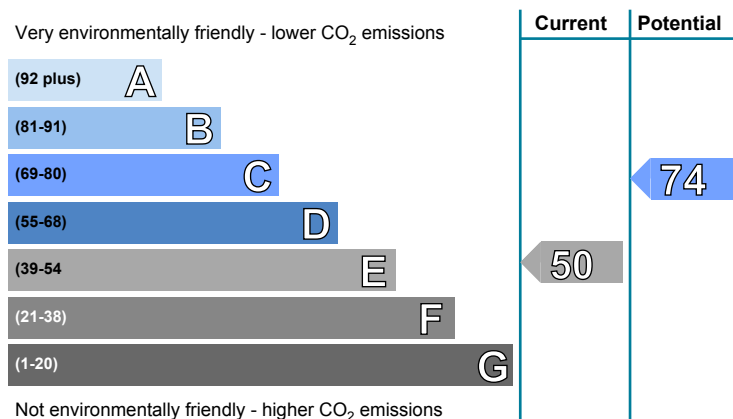 Current Potential
Very environmentally friendly - lower CO₂ emissions
(92 plus) A
(81-91) B
(69-80) C
74
(55-68) D
(39-54 E
50
(21-38) F
(1-20) G
Not environmentally friendly - higher CO₂ emissions